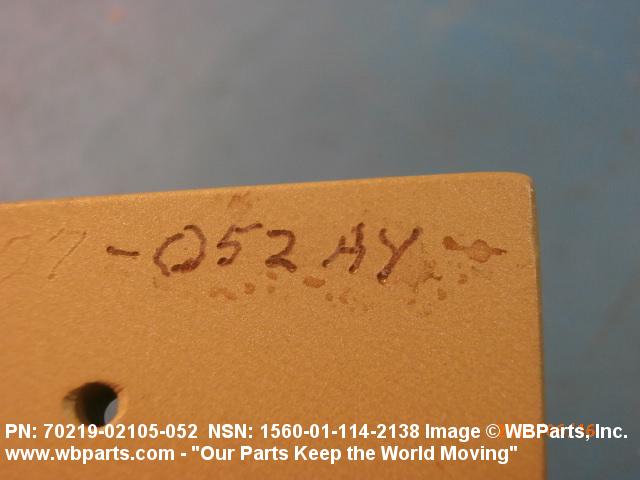 -052 AY
PN: 70219-02105-052 NSN: 1560-01-114-2138 Image © WBParts, Inc.
www.wbparts.com - "Our Parts Keep the World Moving"